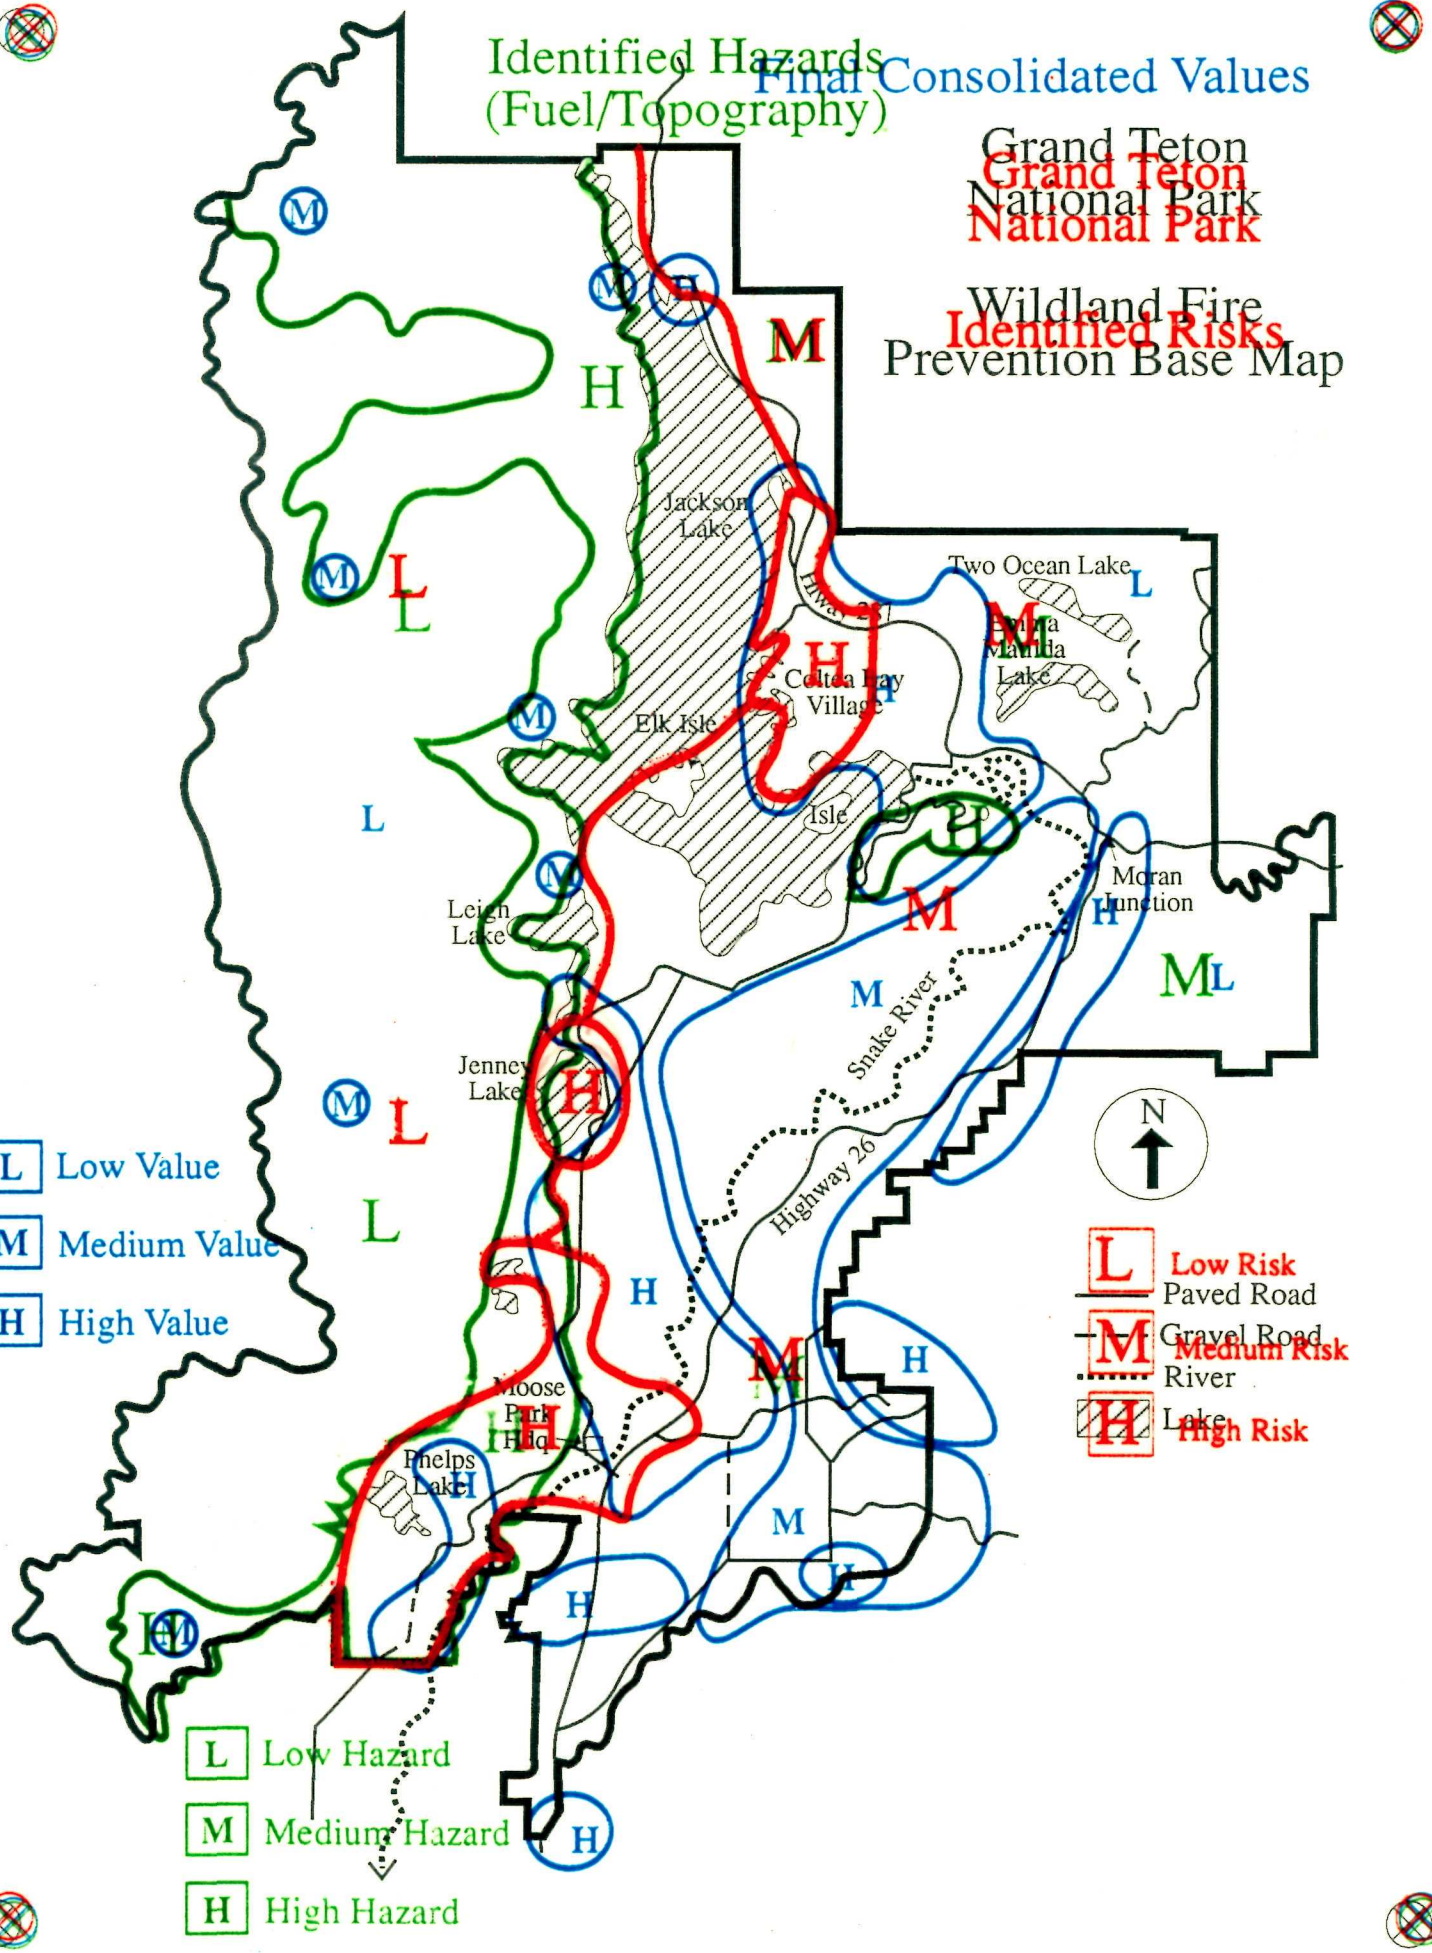 Identified Hazards
(Fuel/Topography)
Final Consolidated Values
Grand Teton
National Park
Grand Teton
National Park
Wildland Fire
Prevention Base Map
Identified Risks
M
M
H
M
H
Jackson
Lake
Two Ocean Lake
L
M
L
L
Hiway 287
M
M
Emma
Matilda
Lake
H
Coltea Bay
Village
H
M
Elk Isle
L
Isle
H
M
Leigh
Lake
M
Moran
Junction
H
M
M
L
Snake River
Jenney
Lake
H
M
L
N
Highway 26
L
L Low Value
M Medium Value
H High Value
H
L Low Risk
Paved Road
Gravel Road
M Medium Risk
River
Lake
H High Risk
M
M
H
Moose
Park
Hdq
H
H
Phelps
Lake
H
M
H
H
H
M
L Low Hazard
M Medium Hazard
H High Hazard
H